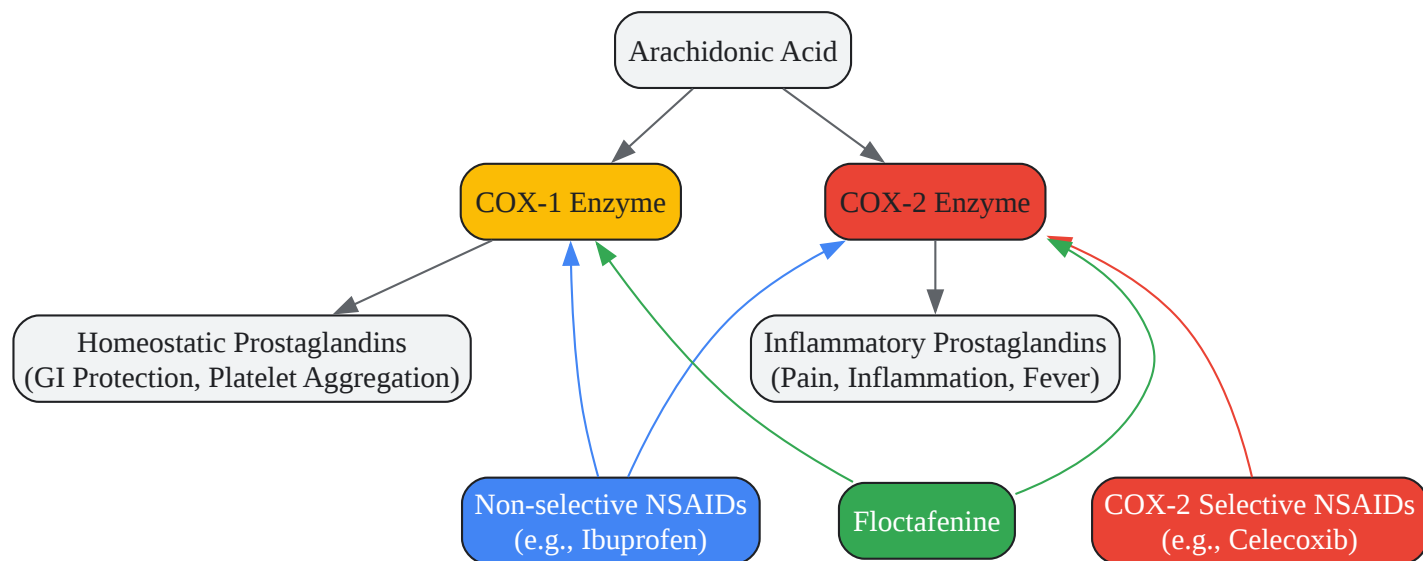 Arachidonic Acid
COX-1 Enzyme
COX-2 Enzyme
Homeostatic Prostaglandins
(GI Protection, Platelet Aggregation)
Inflammatory Prostaglandins
(Pain, Inflammation, Fever)
Non-selective NSAIDs
(e.g., Ibuprofen)
Floctafenine
COX-2 Selective NSAIDs
(e.g., Celecoxib)